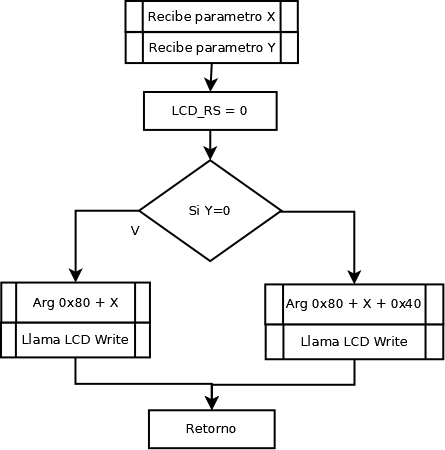 Recibe parametro X
Recibe parametro Y
LCD_RS = 0
Si Y=0
V
Arg 0x80 + X
Llama LCD Write
Arg 0x80 + X + 0x40
Llama LCD Write
Retorno